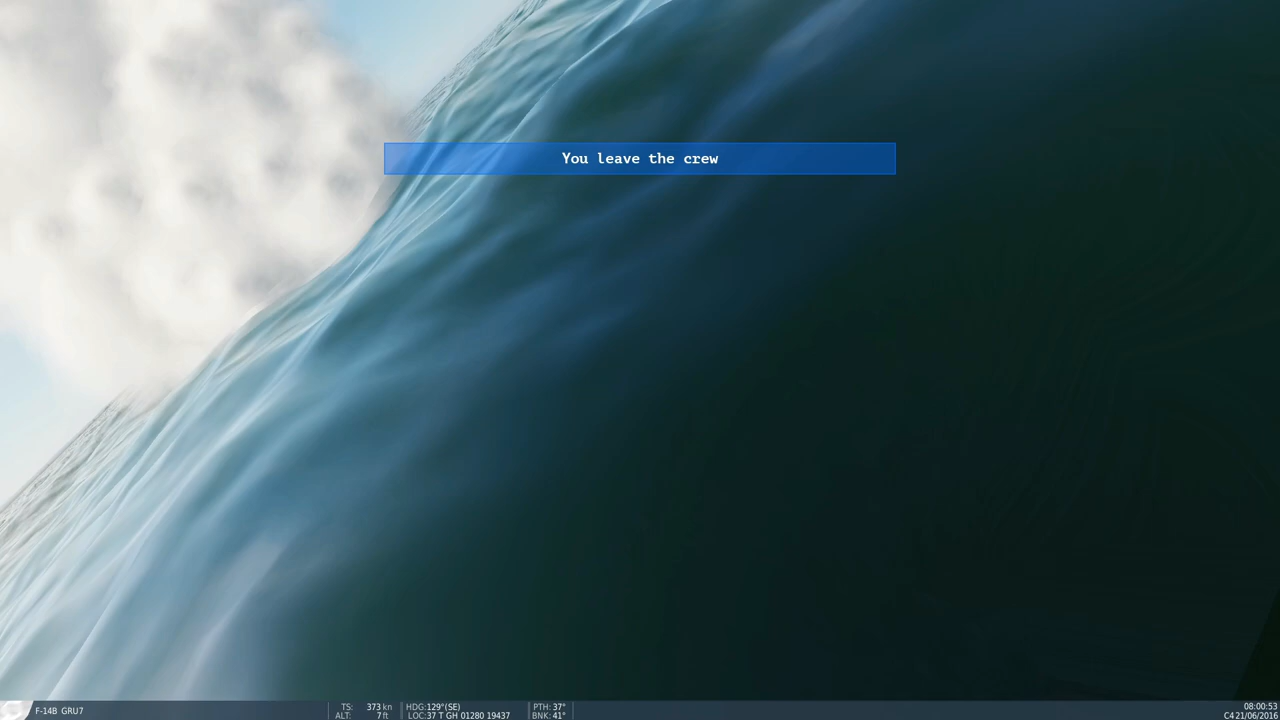 You leave the crew
F-14B GRU7
TS: 373 kn
ALT: 7 ft
HDG: 129°(SE)
LOC: 37 T GH 01280 19437
PTH: 37°
BNK: 41°
08:00:53
C4 21/06/2016